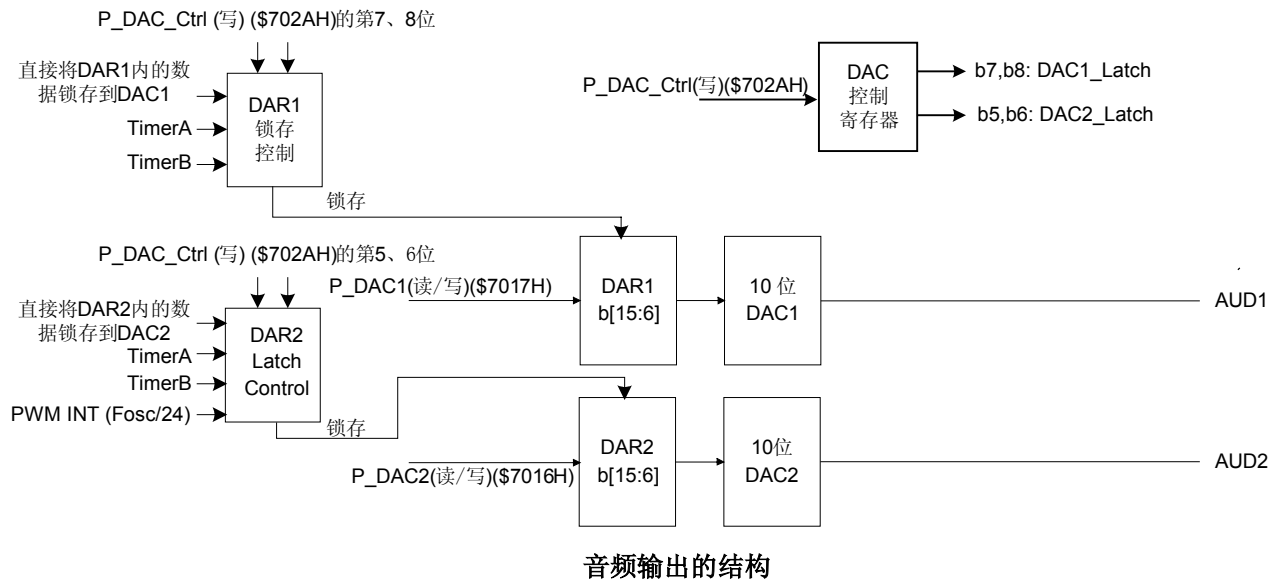 P_DAC_Ctrl (写) ($702AH)的第7、8位
直接将DAR1内的数
据锁存到DAC1
TimerA
TimerB
DAR1
锁存
控制
锁存
P_DAC_Ctrl(写)($702AH)
DAC
控制
寄存器
b7,b8: DAC1_Latch
b5,b6: DAC2_Latch
P_DAC_Ctrl (写) ($702AH)的第5、6位
直接将DAR2内的数
据锁存到DAC2
TimerA
TimerB
PWM INT (Fosc/24)
DAR2
Latch
Control
锁存
P_DAC1(读/写)($7017H)
DAR1
b[15:6]
10 位
DAC1
AUD1
P_DAC2(读/写)($7016H)
DAR2
b[15:6]
10位
DAC2
AUD2
音频输出的结构